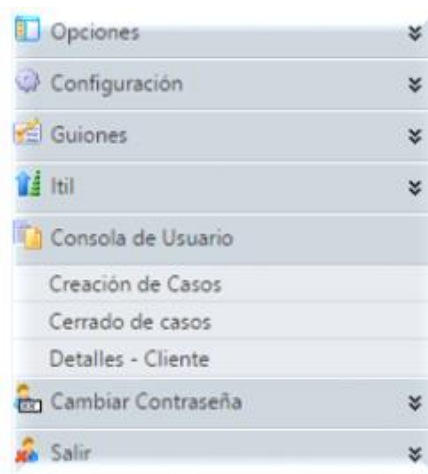 Opciones
Configuración
Guiones
Itil
Consola de Usuario
Creación de Casos
Cerrado de casos
Detalles - Cliente
Cambiar Contraseña
Salir